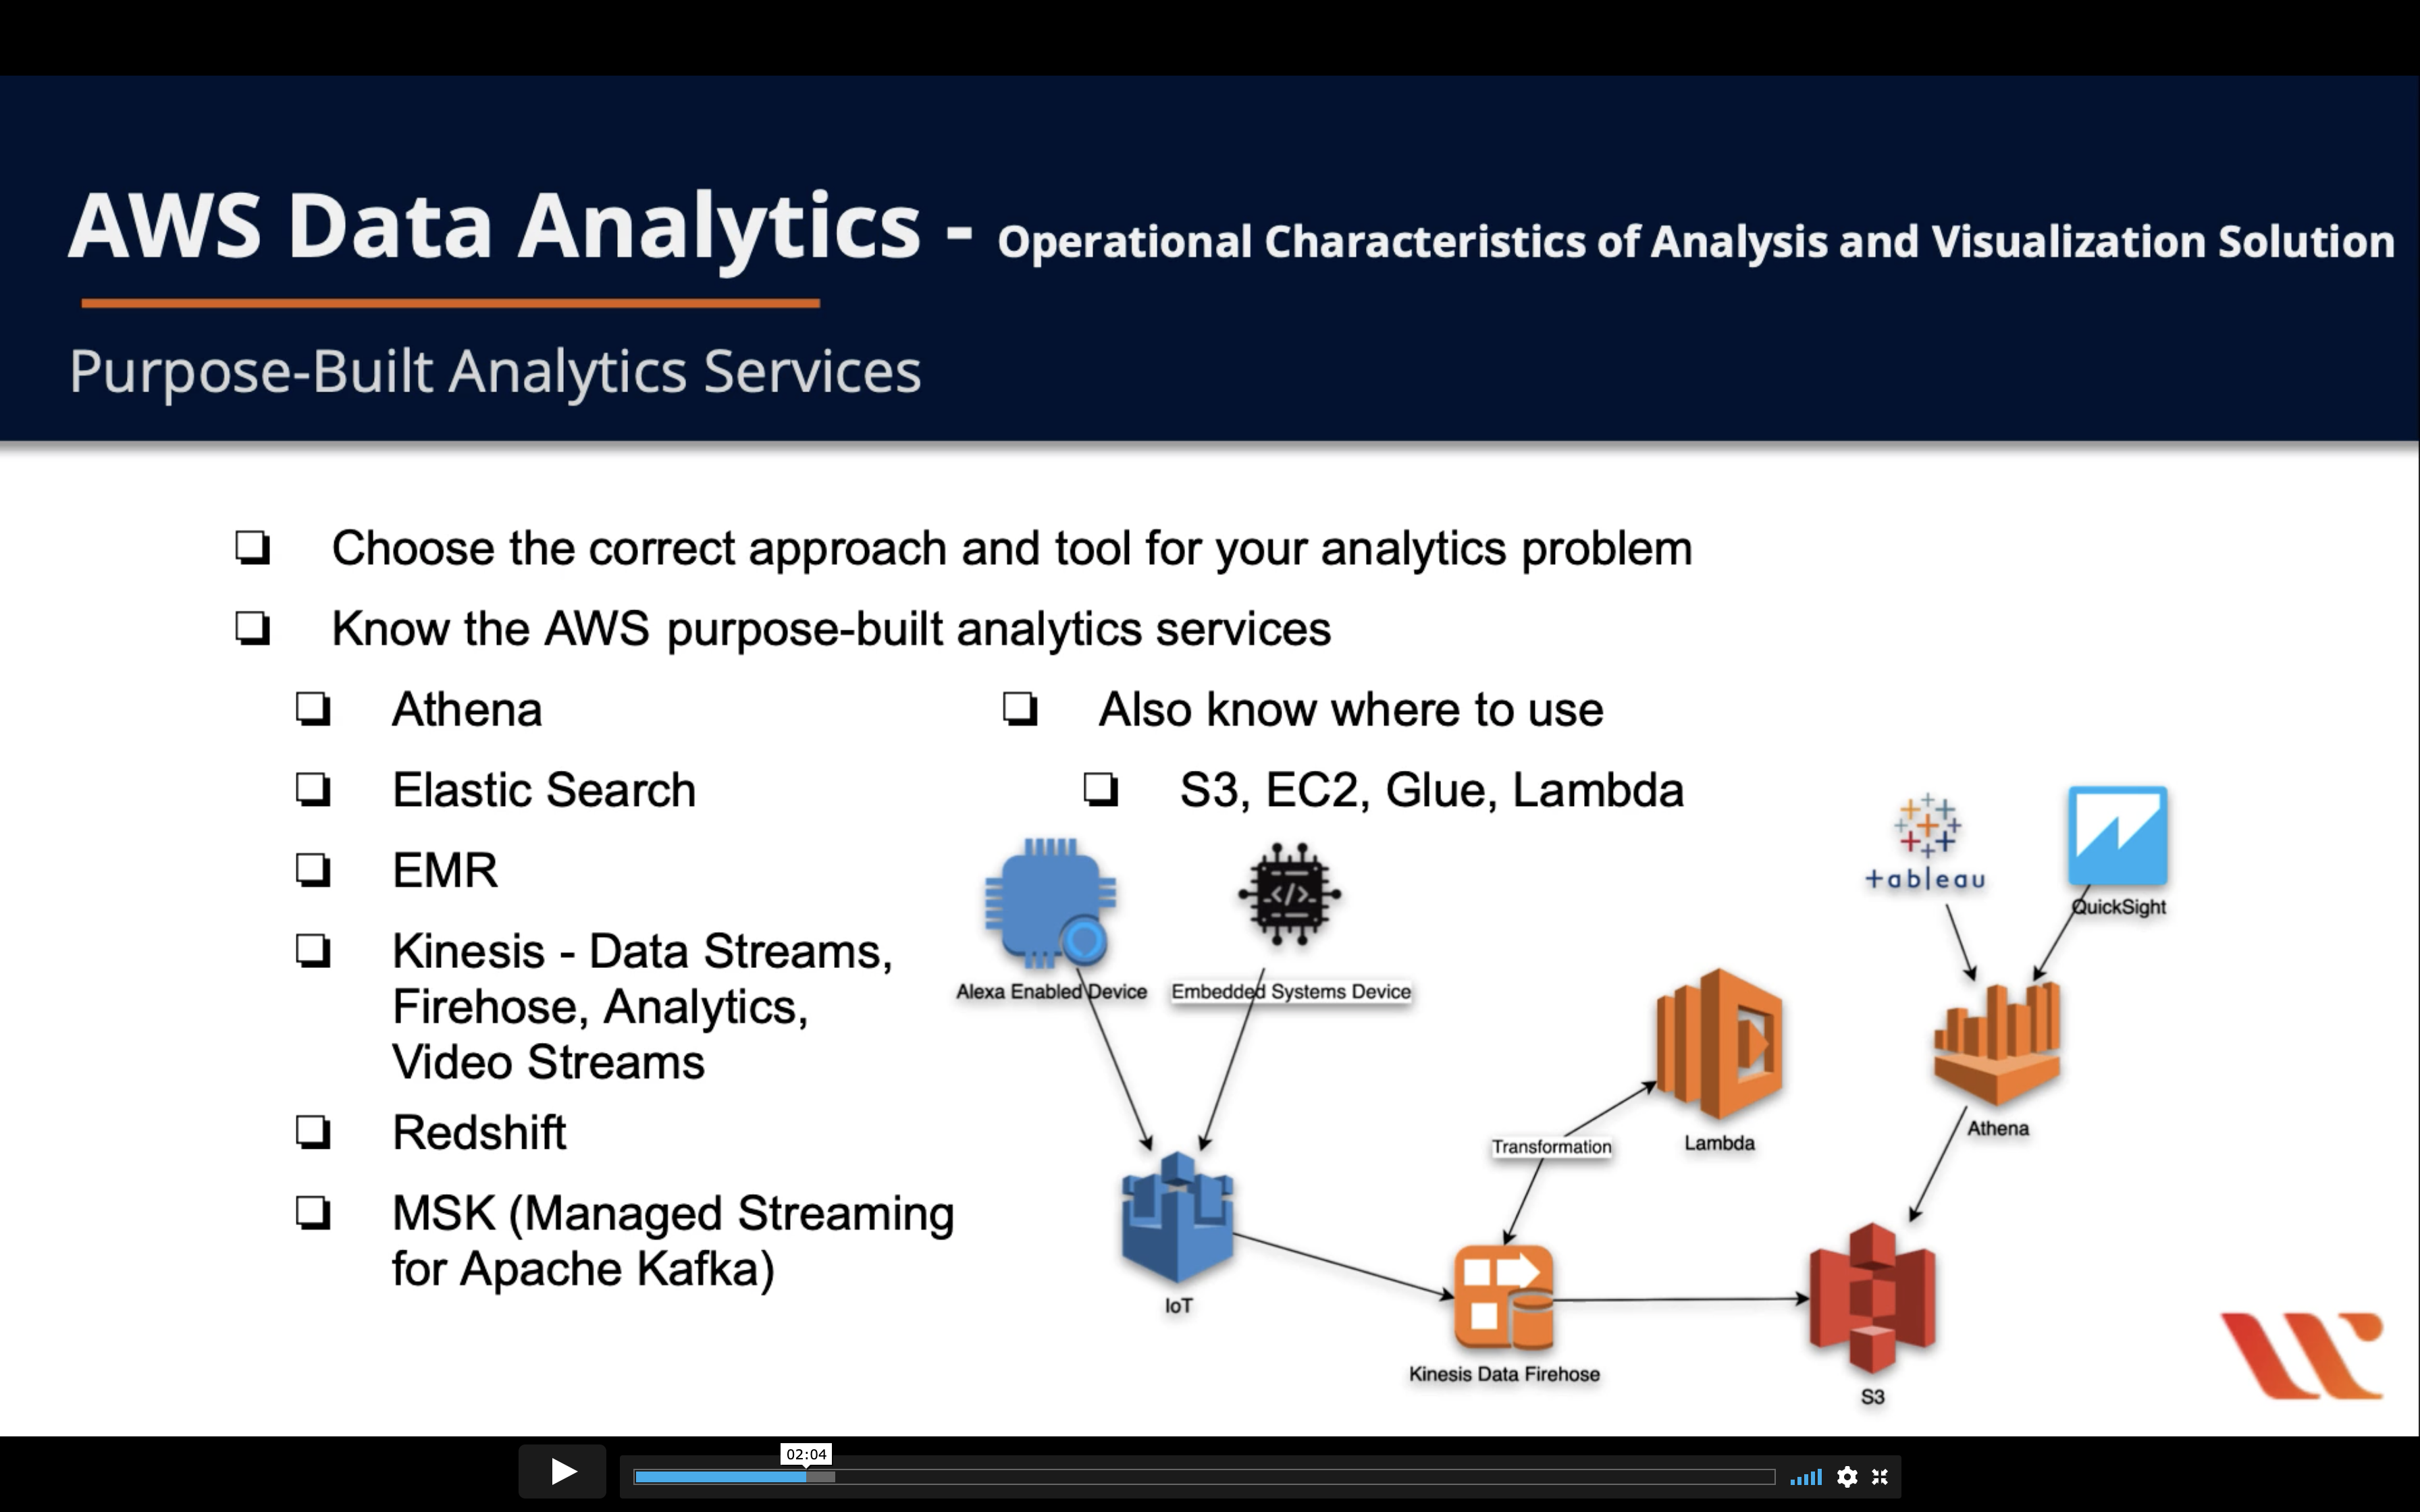 AWS Data Analytics - Operational Characteristics of Analysis and Visualization Solution
Purpose-Built Analytics Services
Choose the correct approach and tool for your analytics problem
Know the AWS purpose-built analytics services
Athena
Elastic Search
EMR
Kinesis - Data Streams,
Firehose, Analytics,
Video Streams
Redshift
MSK (Managed Streaming
for Apache Kafka)
Also know where to use
S3, EC2, Glue, Lambda
</>
Alexa Enabled Device
Embedded Systems Device
+ableau
QuickSight
Transformation
Lambda
Athena
IoT
Kinesis Data Firehose
S3
02:04